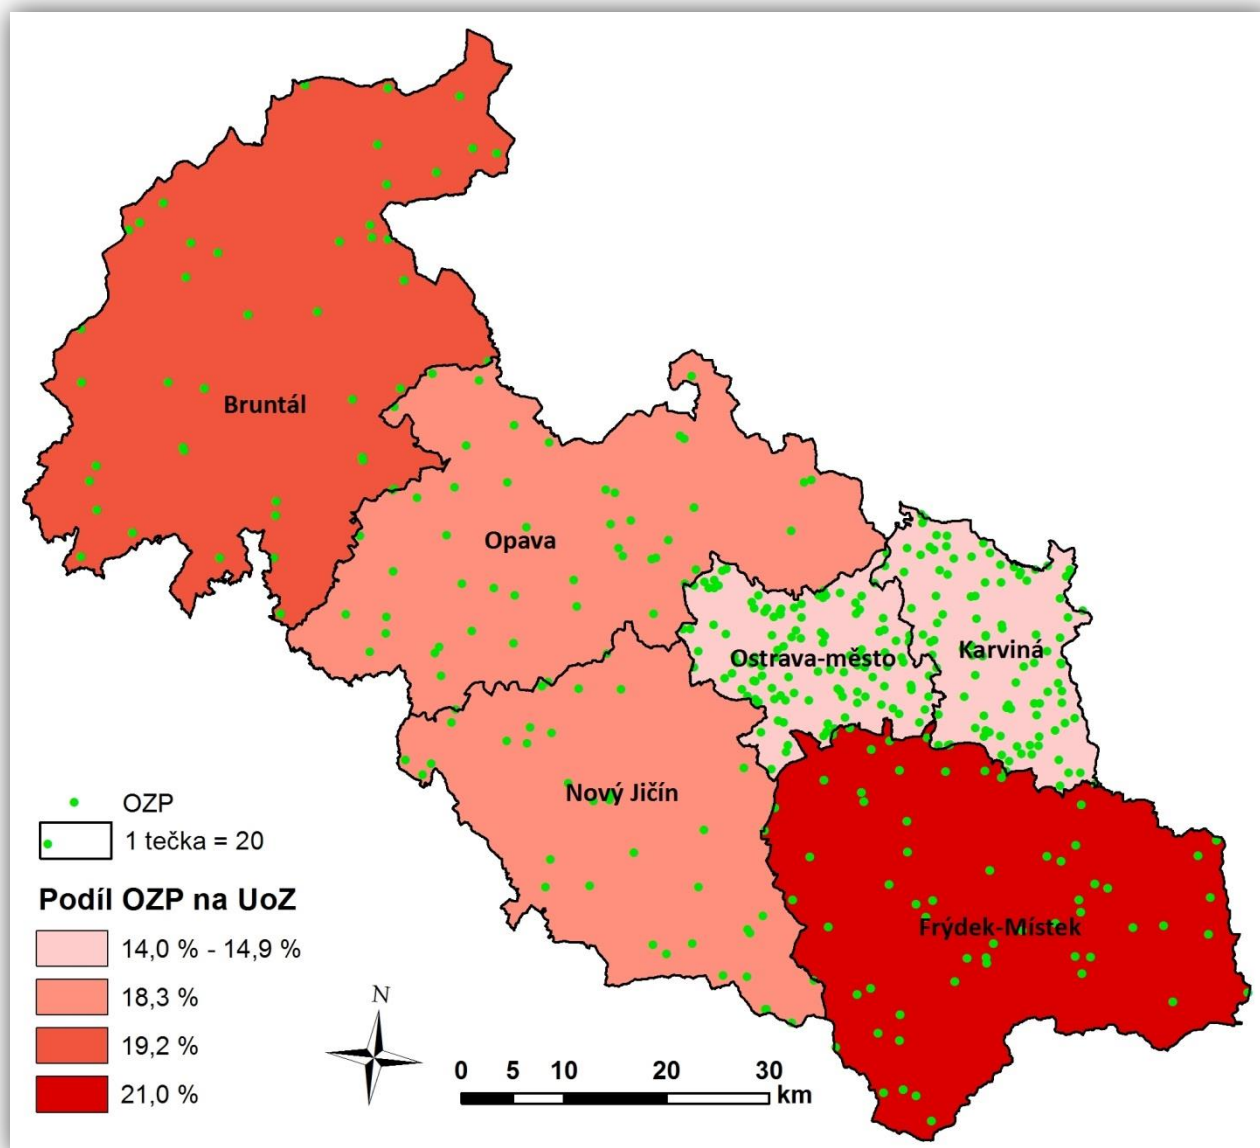 Bruntál
Opava
Ostrava-město
Karviná
Nový Jičín
Frýdek-Místek
OZP
1 tečka = 20
Podíl OZP na UoZ
14,0 % - 14,9 %
18,3 %
19,2 %
21,0 %
N
0 5 10 20 30
km